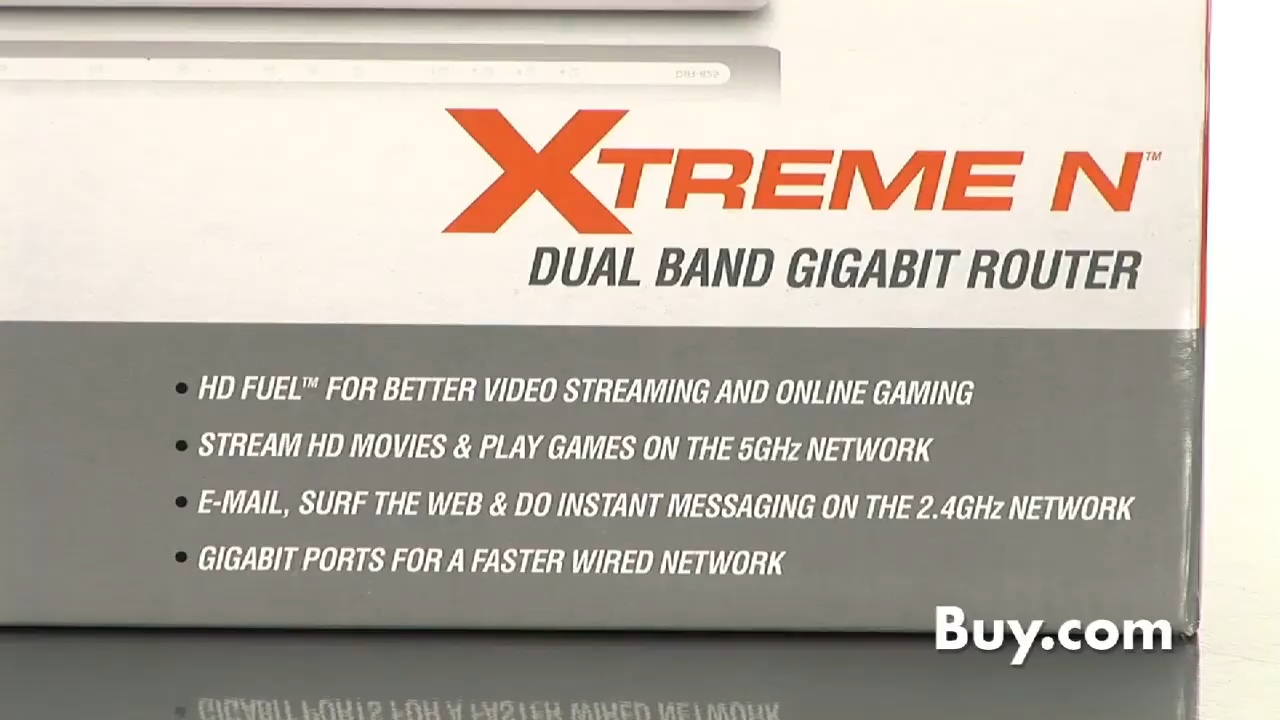 XTREME N™
DUAL BAND GIGABIT ROUTER
• HD FUEL™ FOR BETTER VIDEO STREAMING AND ONLINE GAMING
• STREAM HD MOVIES & PLAY GAMES ON THE 5GHz NETWORK
• E-MAIL, SURF THE WEB & DO INSTANT MESSAGING ON THE 2.4GHz NETWORK
• GIGABIT PORTS FOR A FASTER WIRED NETWORK
Buy.com